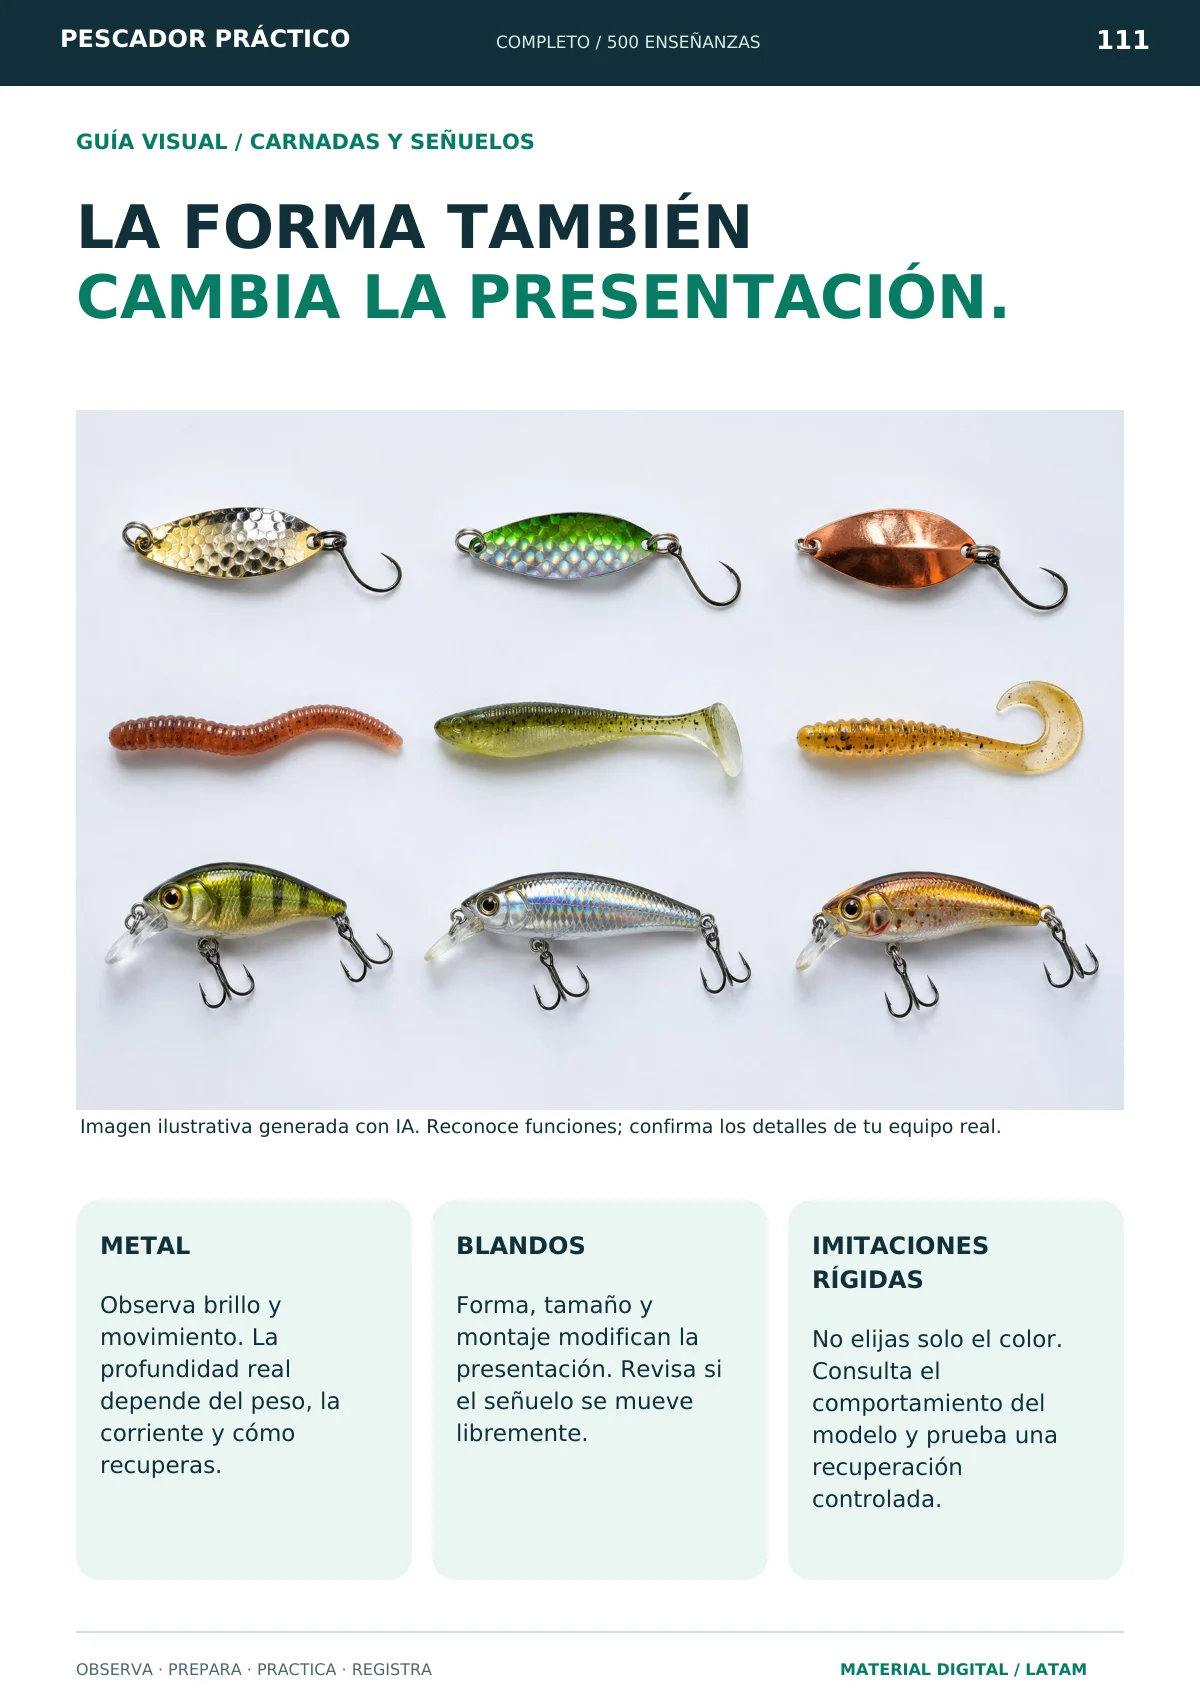 PESCADOR PRÁCTICO
COMPLETO / 500 ENSEÑANZAS
111
GUÍA VISUAL / CARNADAS Y SEÑUELOS
LA FORMA TAMBIÉN
CAMBIA LA PRESENTACIÓN.
Imagen ilustrativa generada con IA. Reconoce funciones; confirma los detalles de tu equipo real.
METAL
Observa brillo y
movimiento. La
profundidad real
depende del peso, la
corriente y cómo
recuperas.
BLANDOS
Forma, tamaño y
montaje modifican la
presentación. Revisa si
el señuelo se mueve
libremente.
IMITACIONES
RÍGIDAS
No elijas solo el color.
Consulta el
comportamiento del
modelo y prueba una
recuperación
controlada.
OBSERVA · PREPARA · PRACTICA · REGISTRA
MATERIAL DIGITAL / LATAM